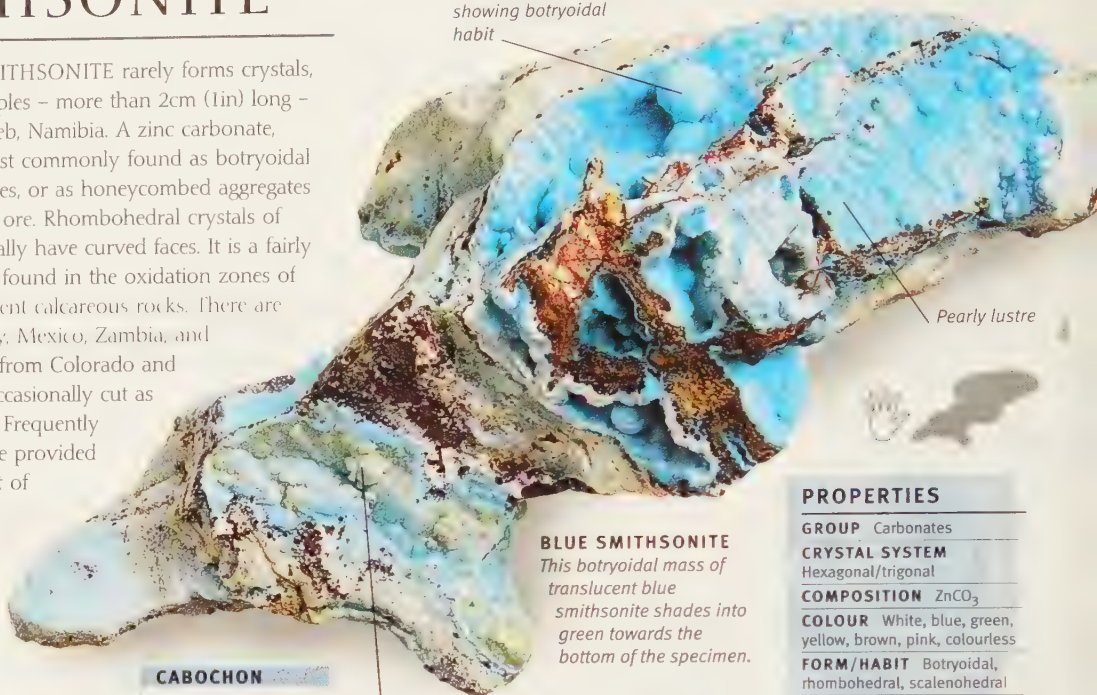 HSONITE
ITHSONITE rarely forms crystals,
oles – more than 2cm (1in) long –
eb, Namibia. A zinc carbonate,
st commonly found as botryoidal
es, or as honeycombed aggregates
ore. Rhombohedral crystals of
ally have curved faces. It is a fairly
found in the oxidation zones of
ent calcareous rocks. There are
y, Mexico, Zambia, and
from Colorado and
ccasionally cut as
Frequently
e provided
t of
showing botryoidal
habit
Pearly lustre
BLUE SMITHSONITE
This botryoidal mass of
translucent blue
smithsonite shades into
green towards the
bottom of the specimen.
CABOCHON
PROPERTIES
GROUP Carbonates
CRYSTAL SYSTEM
Hexagonal/trigonal
COMPOSITION ZnCO₃
COLOUR White, blue, green,
yellow, brown, pink, colourless
FORM/HABIT Botryoidal,
rhombohedral, scalenohedral